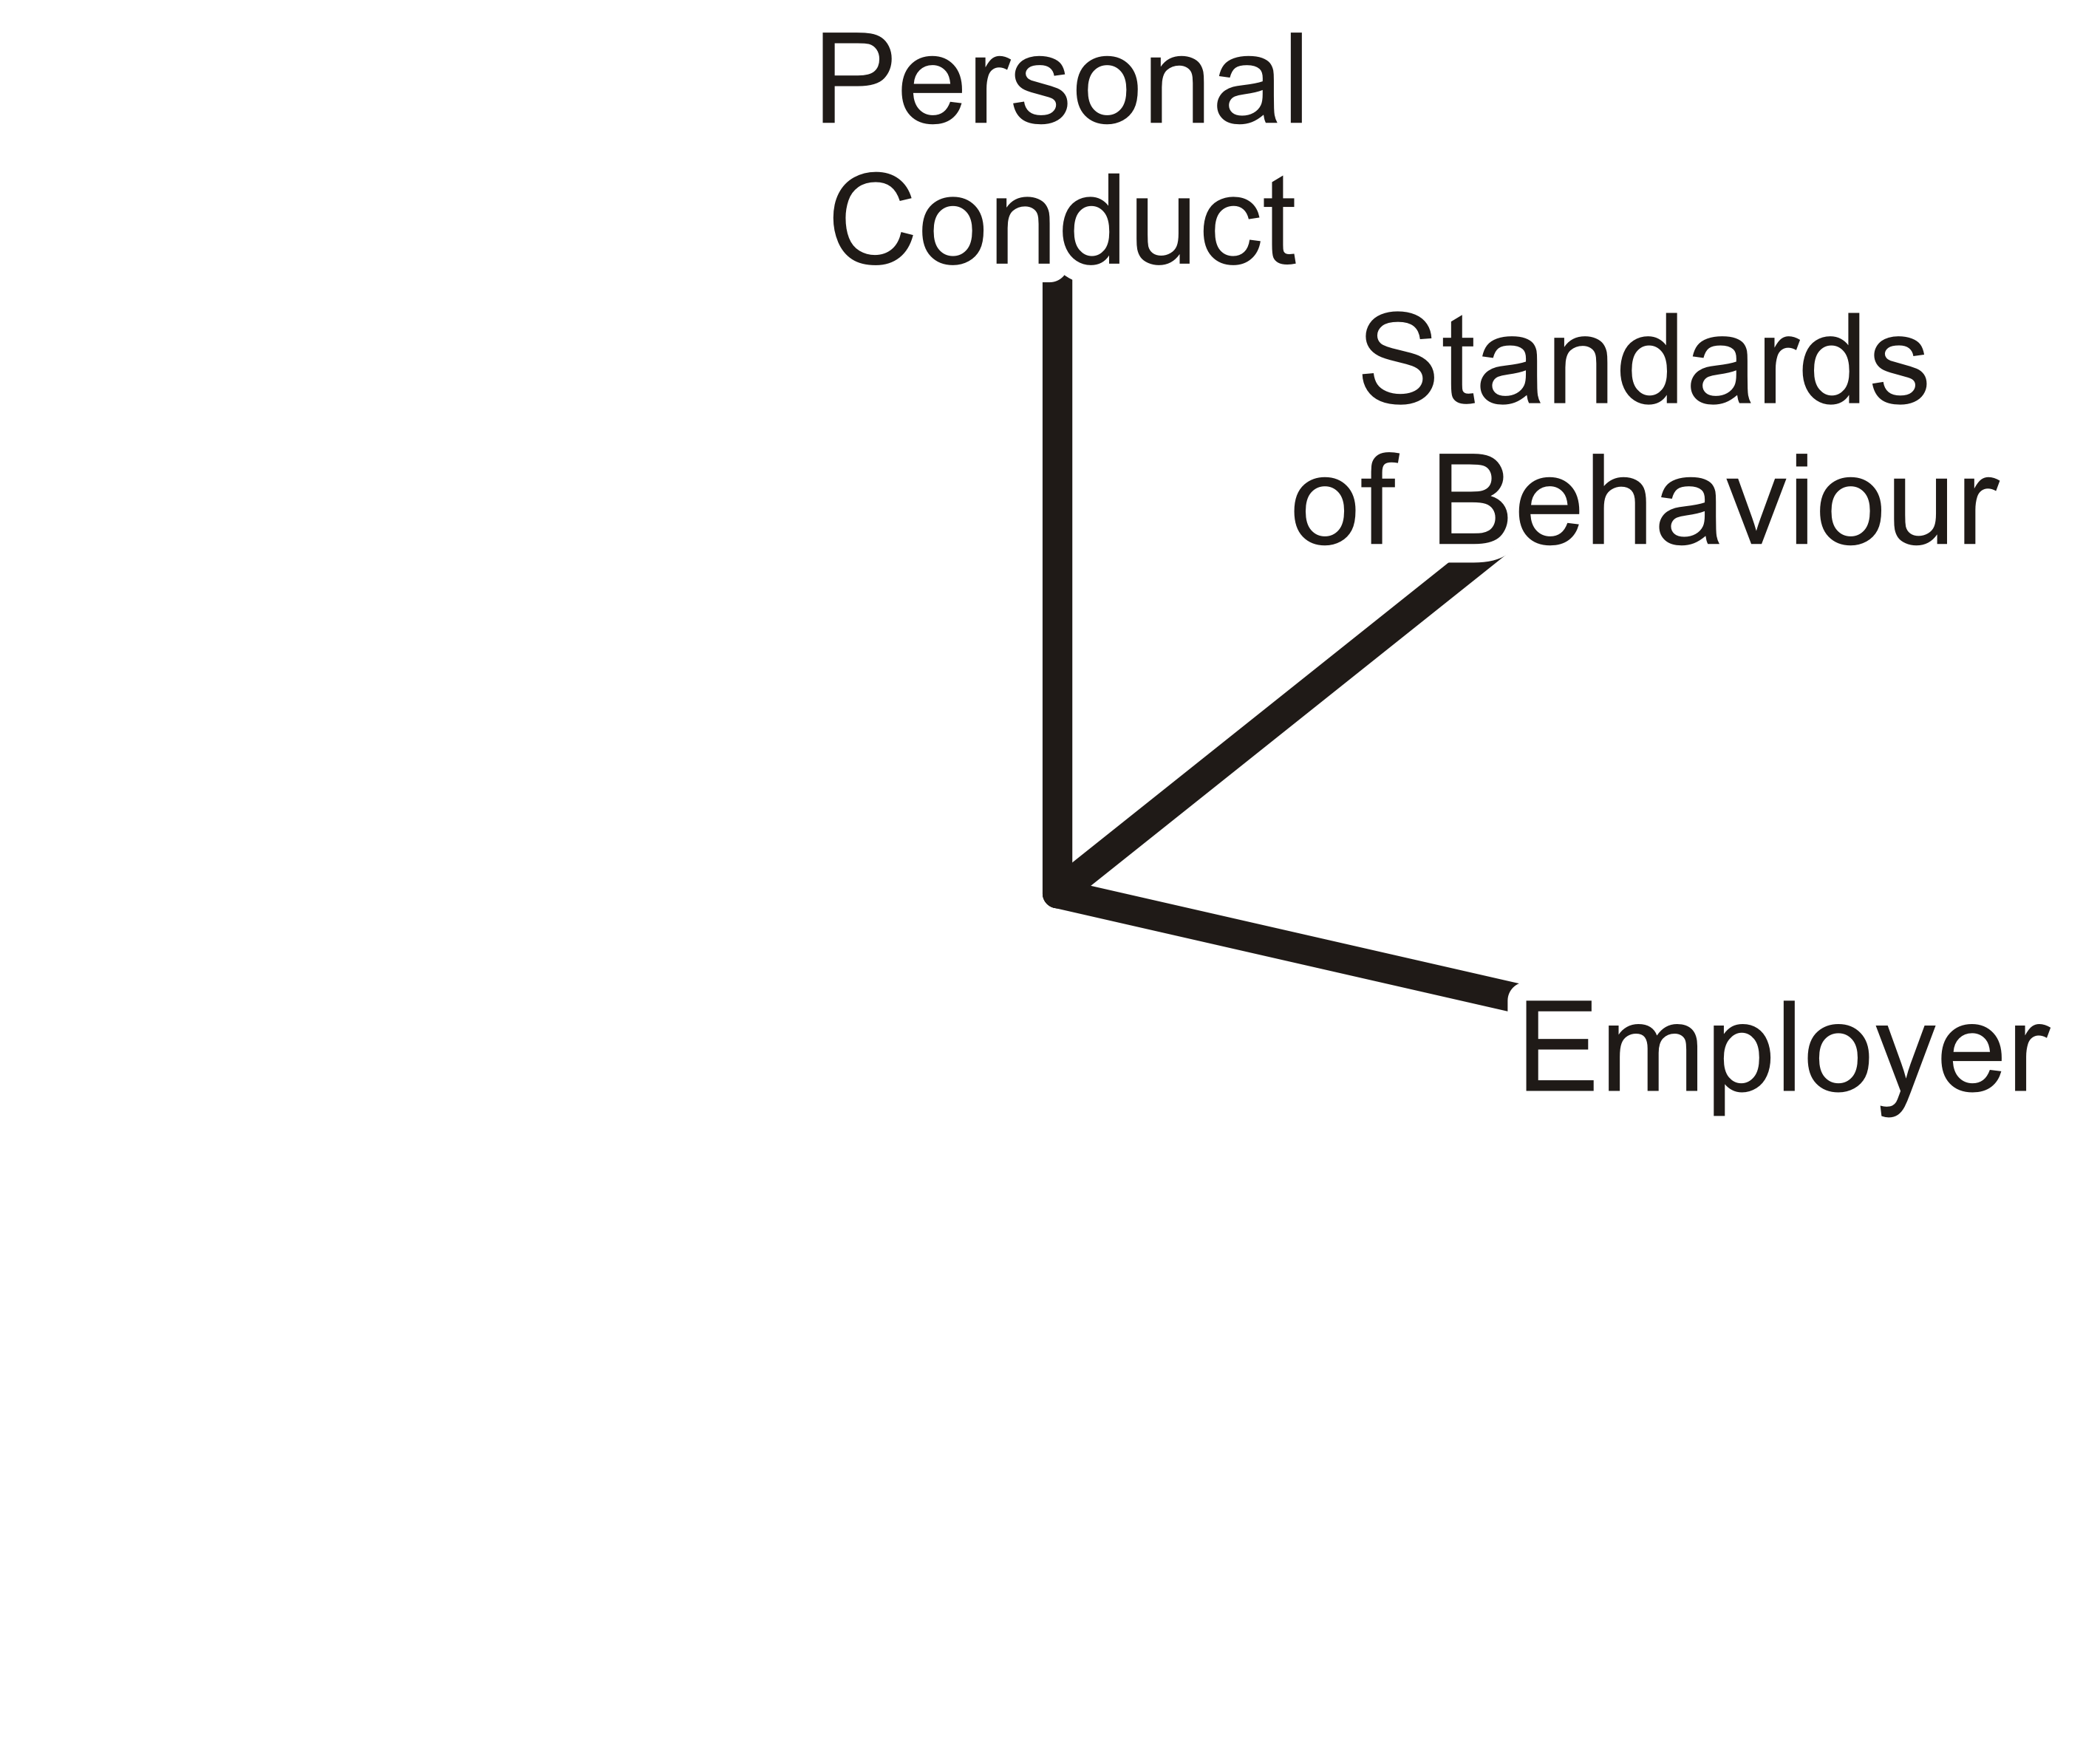 Personal
Conduct
Standards
of Behaviour
Employer